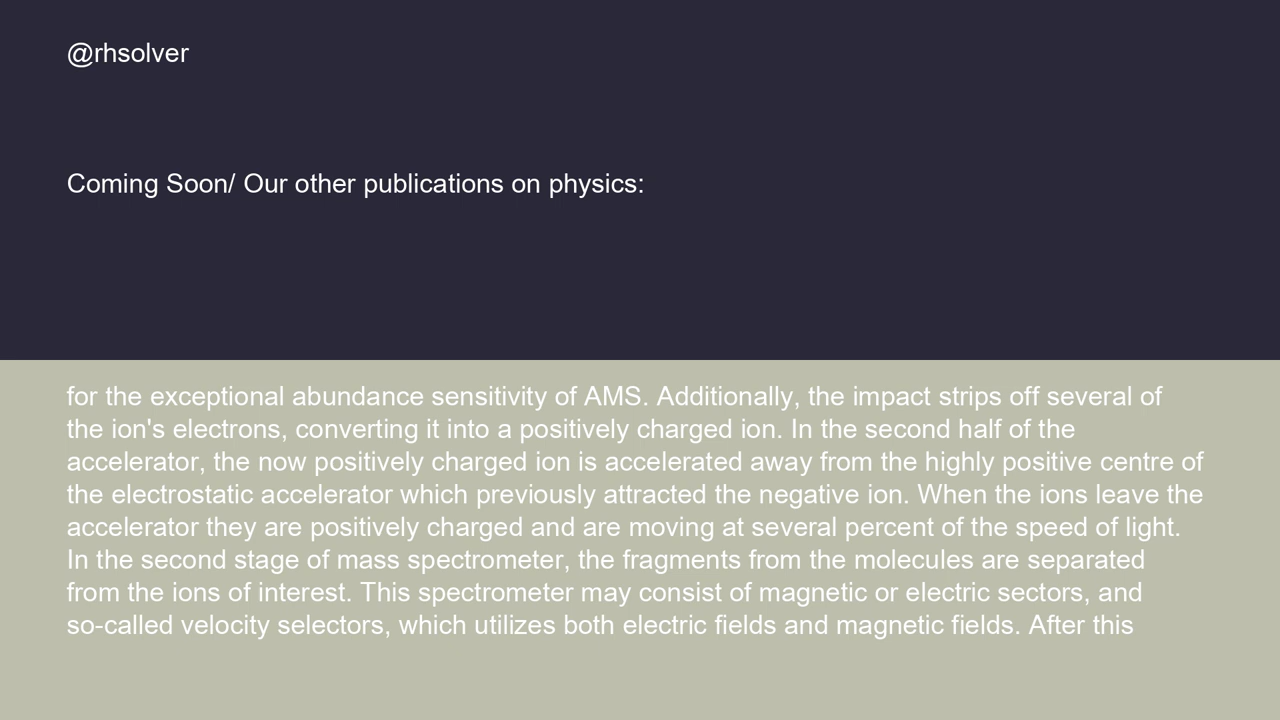 @rhsolver
Coming Soon/ Our other publications on physics:
for the exceptional abundance sensitivity of AMS. Additionally, the impact strips off several of
the ion's electrons, converting it into a positively charged ion. In the second half of the
accelerator, the now positively charged ion is accelerated away from the highly positive centre of
the electrostatic accelerator which previously attracted the negative ion. When the ions leave the
accelerator they are positively charged and are moving at several percent of the speed of light.
In the second stage of mass spectrometer, the fragments from the molecules are separated
from the ions of interest. This spectrometer may consist of magnetic or electric sectors, and
so-called velocity selectors, which utilizes both electric fields and magnetic fields. After this